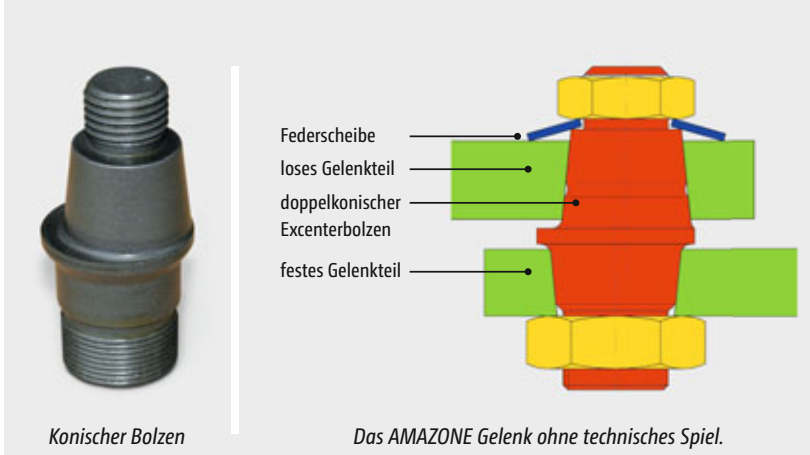 Federscheibe
loses Gelenkteil
doppelkonischer
Excenterbolzen
festes Gelenkteil
Konischer Bolzen
Das AMAZONE Gelenk ohne technisches Spiel.